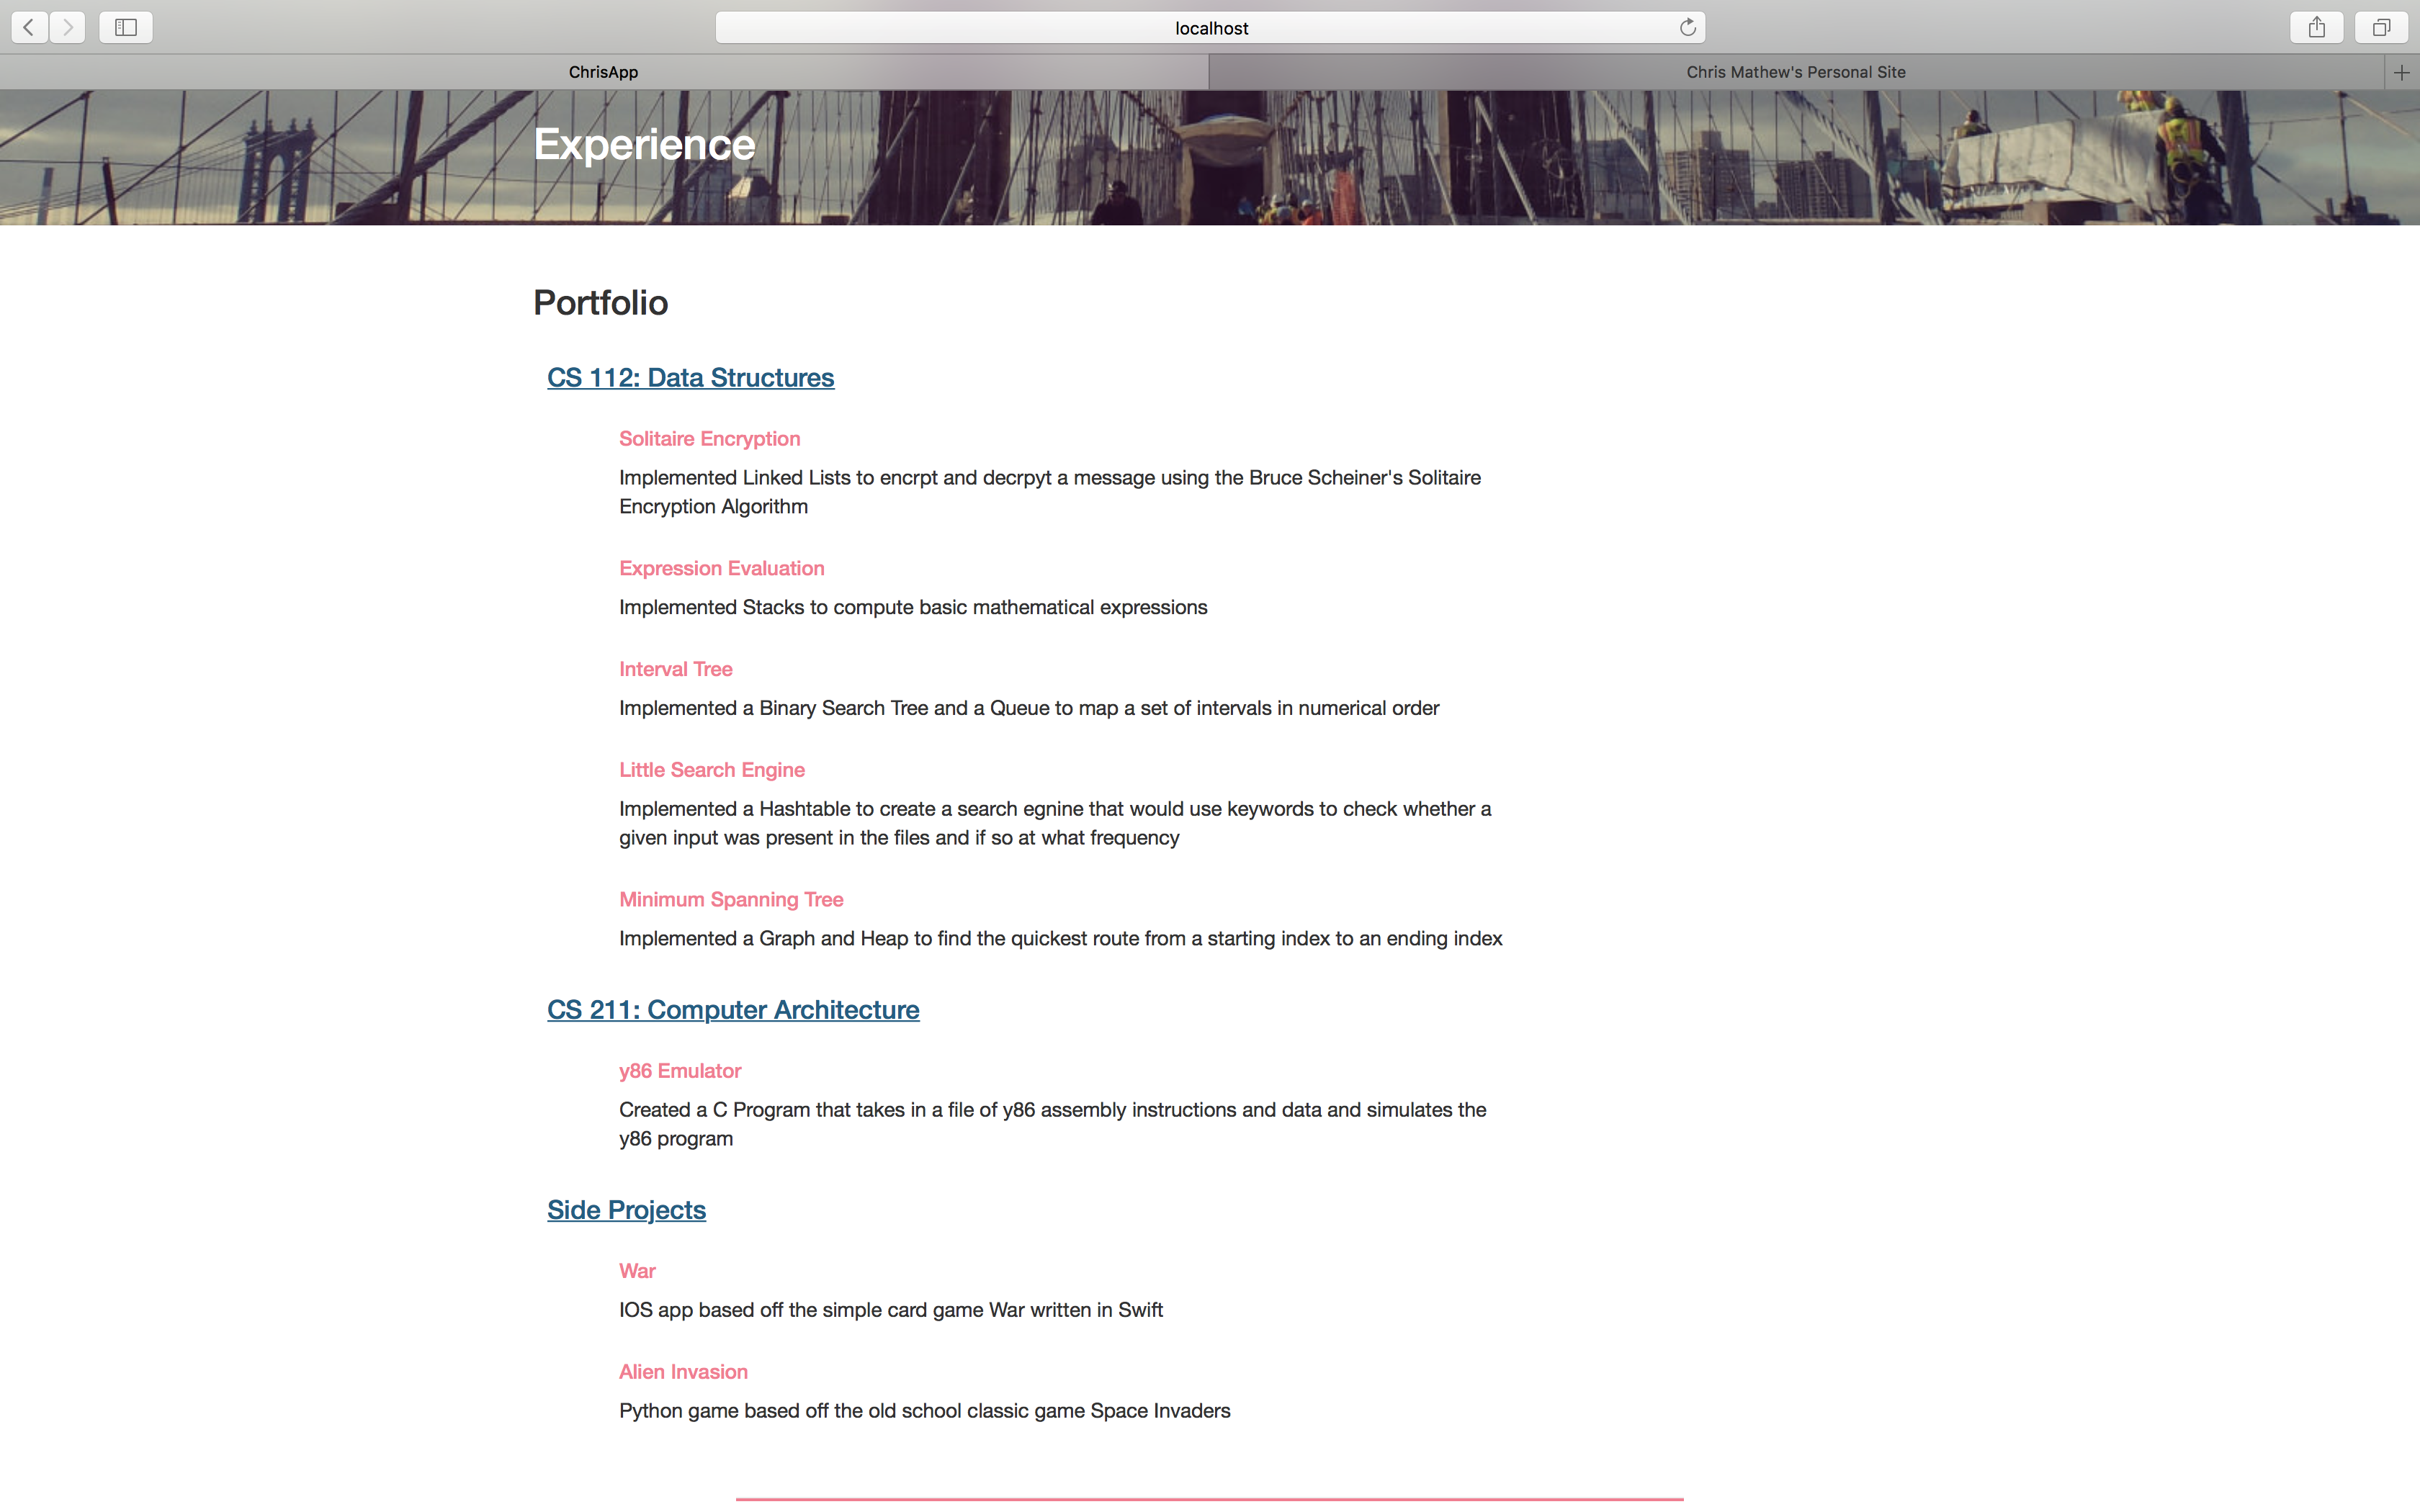 localhost
ChrisApp
Chris Mathew's Personal Site
Experience
Portfolio
CS 112: Data Structures
Solitaire Encryption
Implemented Linked Lists to encrpt and decrpyt a message using the Bruce Scheiner's Solitaire
Encryption Algorithm
Expression Evaluation
Implemented Stacks to compute basic mathematical expressions
Interval Tree
Implemented a Binary Search Tree and a Queue to map a set of intervals in numerical order
Little Search Engine
Implemented a Hashtable to create a search egnine that would use keywords to check whether a
given input was present in the files and if so at what frequency
Minimum Spanning Tree
Implemented a Graph and Heap to find the quickest route from a starting index to an ending index
CS 211: Computer Architecture
y86 Emulator
Created a C Program that takes in a file of y86 assembly instructions and data and simulates the
y86 program
Side Projects
War
IOS app based off the simple card game War written in Swift
Alien Invasion
Python game based off the old school classic game Space Invaders